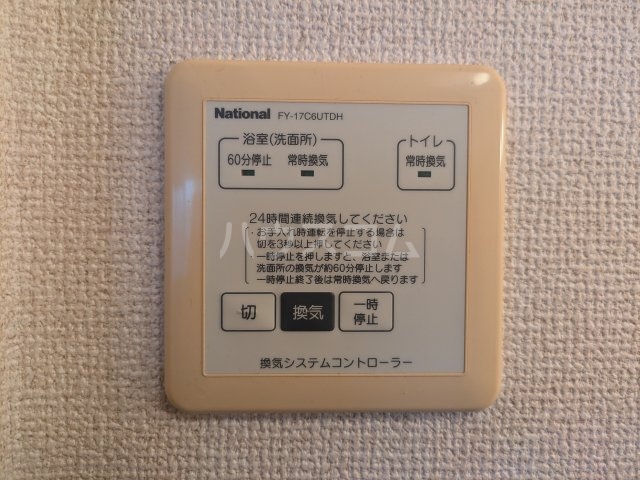 National FY-17C6UTDH
浴室(洗面所)
トイレ
60分停止 常時換気
常時換気
24時間連続換気してください
・お手入れ時運転を停止する場合は
切を3秒以上押してください
・一時停止を押しますと、浴室または
洗面所の換気が約60分停止します
一時停止終了後は常時換気へ戻ります
切 換気 一時
停止
換気システムコントローラー